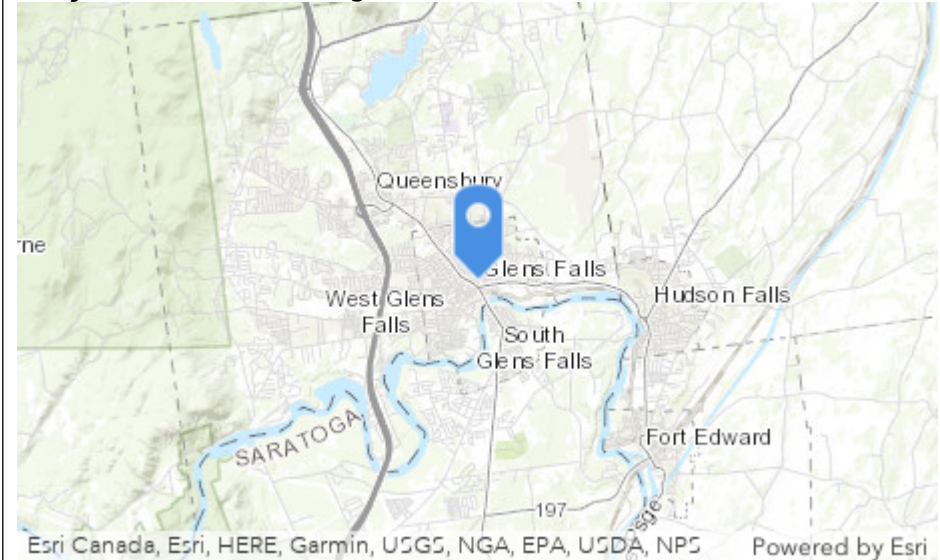 Queensbury
rne
Glens Falls
West Glens
Falls
Hudson Falls
South
Glens Falls
SARATOGA
Fort Edward
197
Esri Canada, Esri, HERE, Garmin, USGS, NGA, EPA, USDA, NPS
Powered by Esri